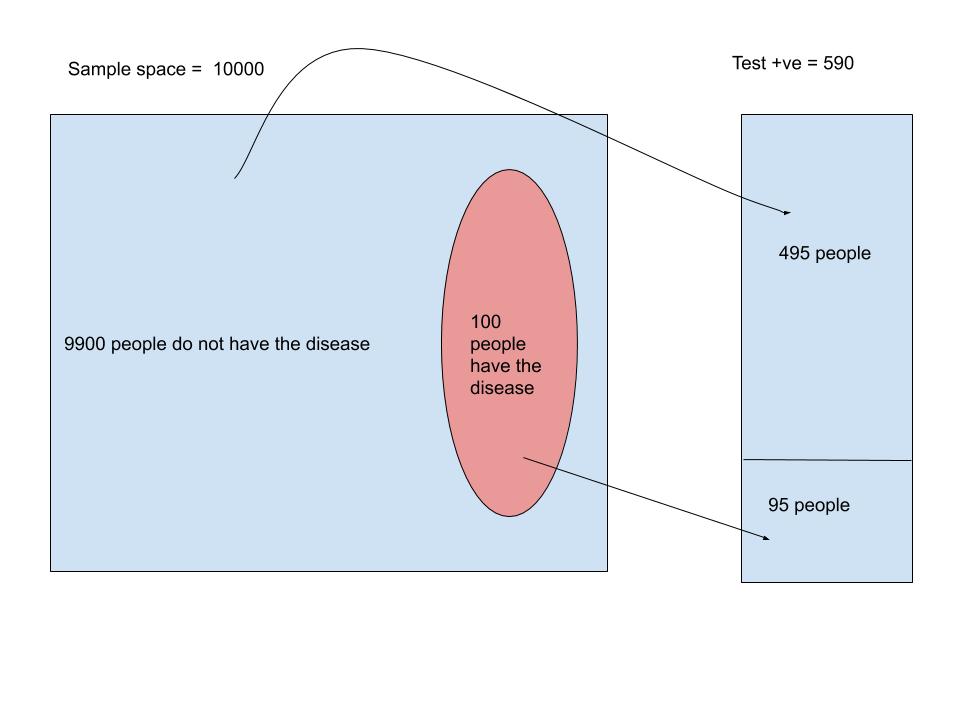 Sample space =  10000
Test +ve = 590
495 people
9900 people do not have the disease
100
people
have the
disease
95 people